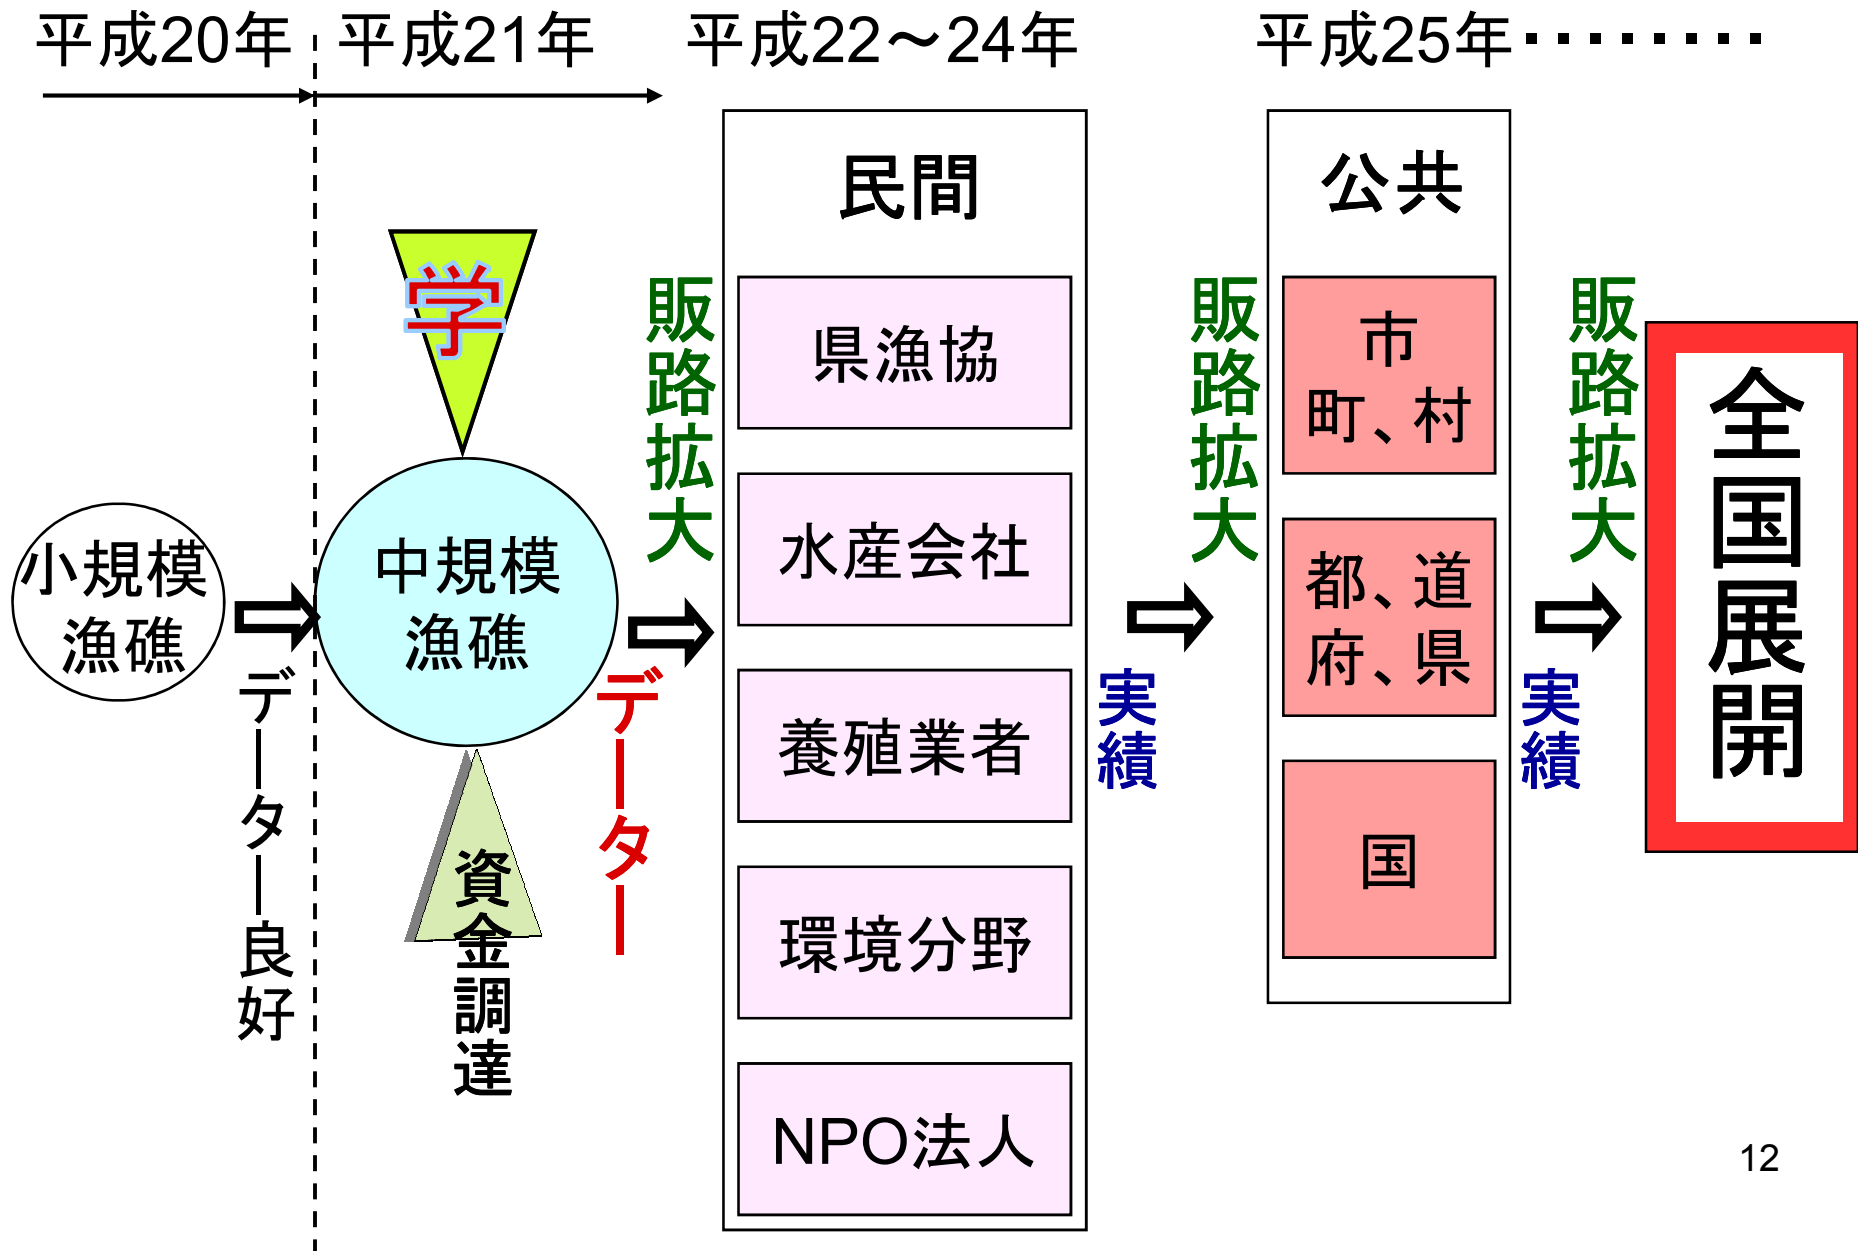 平成20年
平成21年
平成22～24年
平成25年・・・・・・・・
小規模
漁礁
データー良好
学
中規模
漁礁
資金調達
データー
販路拡大
民間
県漁協
水産会社
養殖業者
環境分野
NPO法人
実績
販路拡大
公共
市
町、村
都、道
府、県
国
実績
販路拡大
全国展開
12